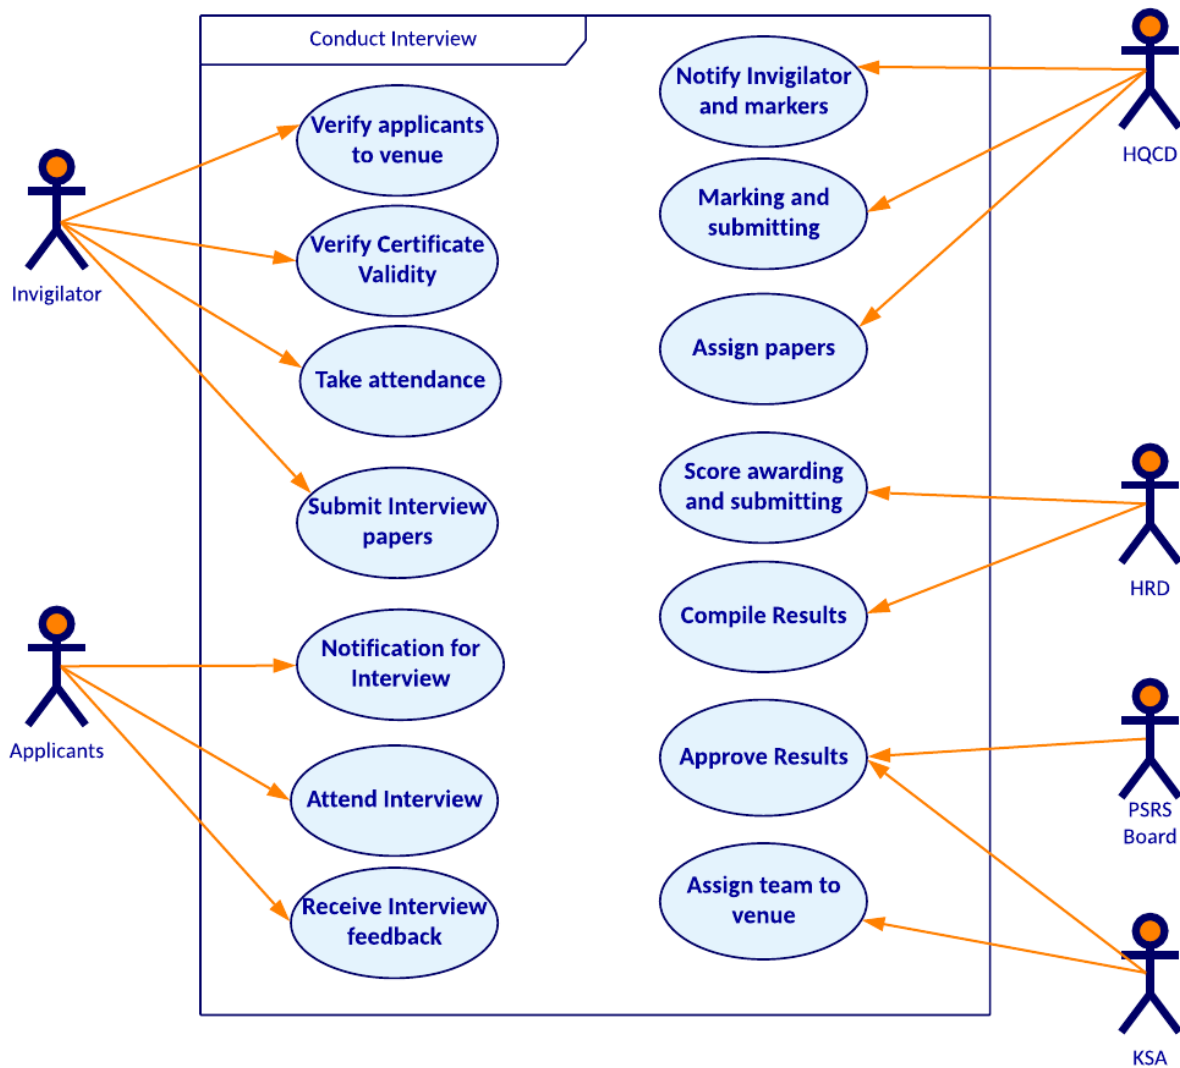 Conduct Interview
Verify applicants
to venue
Verify Certificate
Validity
Take attendance
Submit Interview
papers
Notification for
Interview
Attend Interview
Receive Interview
feedback
Notify Invigilator
and markers
Marking and
submitting
Assign papers
Score awarding
and submitting
Compile Results
Approve Results
Assign team to
venue
Invigilator
Applicants
HQCD
HRD
PSRS
Board
KSA